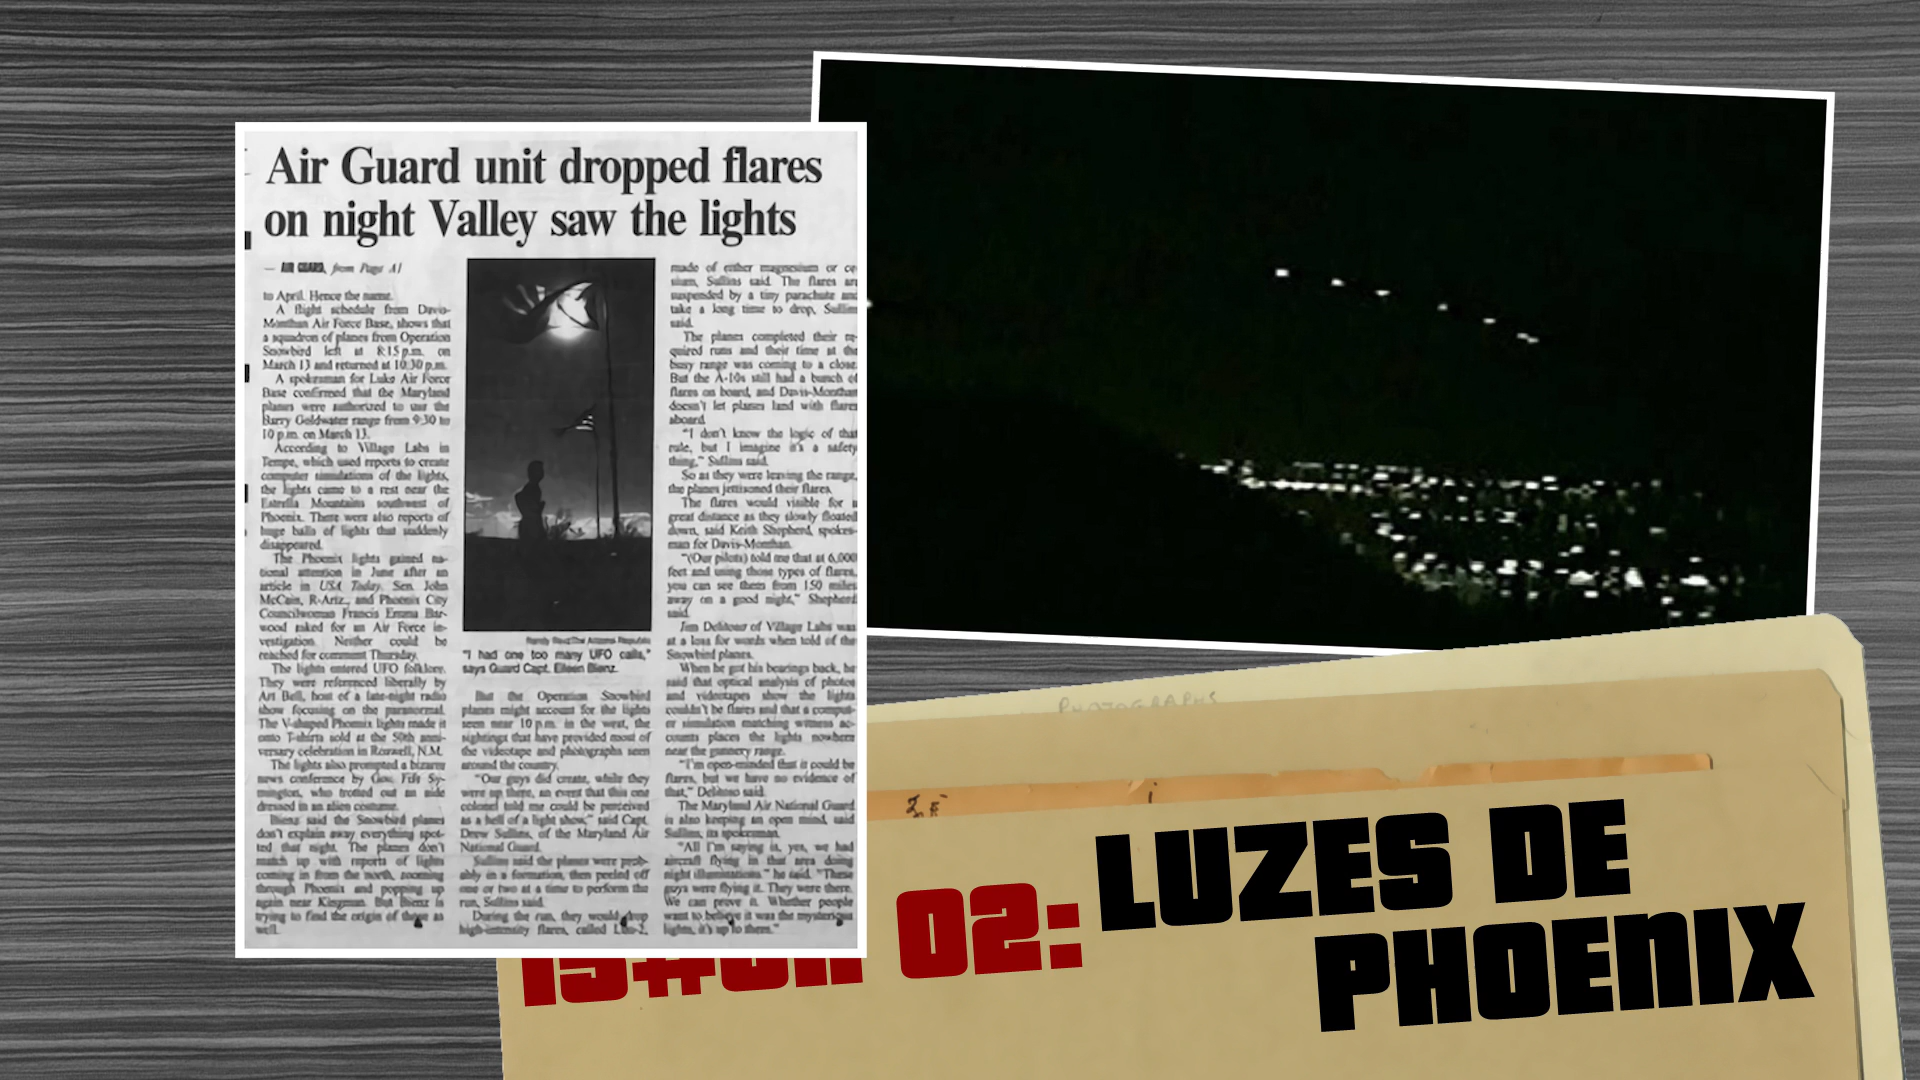 Air Guard unit dropped flares
on night Valley saw the lights
— AIR GUARD, from Page A1
to April. Hence the name.
A flight schedule from Davis-
Monthan Air Force Base, shows that
a squadron of planes from Operation
Snowbird left at 8:15 p.m. on
March 13 and returned at 10:30 p.m.
A spokesman for Luke Air Force
Base confirmed that the Maryland
planes were authorized to use the
Barry Goldwater range from 9:30 to
10 p.m. on March 13.
According to Village Labs in
Tempe, which used reports to create
computer simulations of the lights,
the lights came to a rest near the
Estrella Mountains southwest of
Phoenix. There were also reports of
huge balls of lights that suddenly
disappeared.
The Phoenix lights gained na-
tional attention in June after an
article in USA Today. Sen. John
McCain, R-Ariz., and Phoenix City
Councilwoman Francis Emma Bar-
wood asked for an Air Force in-
vestigation. Neither could be
reached for comment Thursday.
The lights entered UFO folklore.
They were referenced liberally by
Art Bell, host of a late-night radio
show focusing on the paranormal.
The V-shaped Phoenix lights made it
onto T-shirts sold at the 50th anni-
versary celebration in Roswell, N.M.
The lights also prompted a bizarre
news conference by Gov. Fife Sy-
mington, who trotted out an aide
dressed in an alien costume.
Bienz said the Snowbird planes
don't explain away everything spot-
ted that night. The planes don't
match up with reports of lights
coming in from the north, zooming
through Phoenix and popping up
again near Kingman. But Bienz is
trying to find the origin of those as
well.
Randy Reid/The Arizona Republic
"I had one too many UFO calls,"
says Guard Capt. Eileen Bienz.
But the Operation Snowbird
planes might account for the lights
seen near 10 p.m. in the west, the
sightings that have provided most of
the videotape and photographs seen
around the country.
"Our guys did create, while they
were up there, an event that this one
colonel told me could be perceived
as a hell of a light show," said Capt.
Drew Sullins, of the Maryland Air
National Guard.
Sullins said the planes were prob-
ably in a formation, then peeled off
one or two at a time to perform the
run, Sullins said.
During the run, they would drop
high-intensity flares, called Luu-2,
made of either magnesium or ce-
sium, Sullins said. The flares are
suspended by a tiny parachute and
take a long time to drop, Sullins
said.
The planes completed their re-
quired runs and their time at the
busy range was coming to a close.
But the A-10s still had a bunch of
flares on board, and Davis-Monthan
doesn't let planes land with flares
aboard.
"I don't know the logic of that
rule, but I imagine it's a safety
thing," Sullins said.
So as they were leaving the range,
the planes jettisoned their flares.
The flares would visible for a
great distance as they slowly floated
down, said Keith Shepherd, spokes-
man for Davis-Monthan.
"(Our pilots) told me that at 6,000
feet and using those types of flares,
you can see them from 150 miles
away on a good night," Shepherd
said.
Jim Dilettoso of Village Labs was
at a loss for words when told of the
Snowbird planes.
When he got his bearings back, he
said that optical analysis of photos
and videotapes show the lights
couldn't be flares and that a comput-
er simulation matching witness ac-
counts places the lights nowhere
near the gunnery range.
"I'm open-minded that it could be
flares, but we have no evidence of
that," Dilettoso said.
The Maryland Air National Guard
is also keeping an open mind, said
Sullins, its spokesman.
"All I'm saying is, yes, we had
aircraft flying in that area doing
night illuminations," he said. "These
guys were flying it. They were there.
We can prove it. Whether people
want to believe it was the mysterious
lights, it's up to them."
PHOTOGRAPHS
02:
LUZES DE
PHOENIX